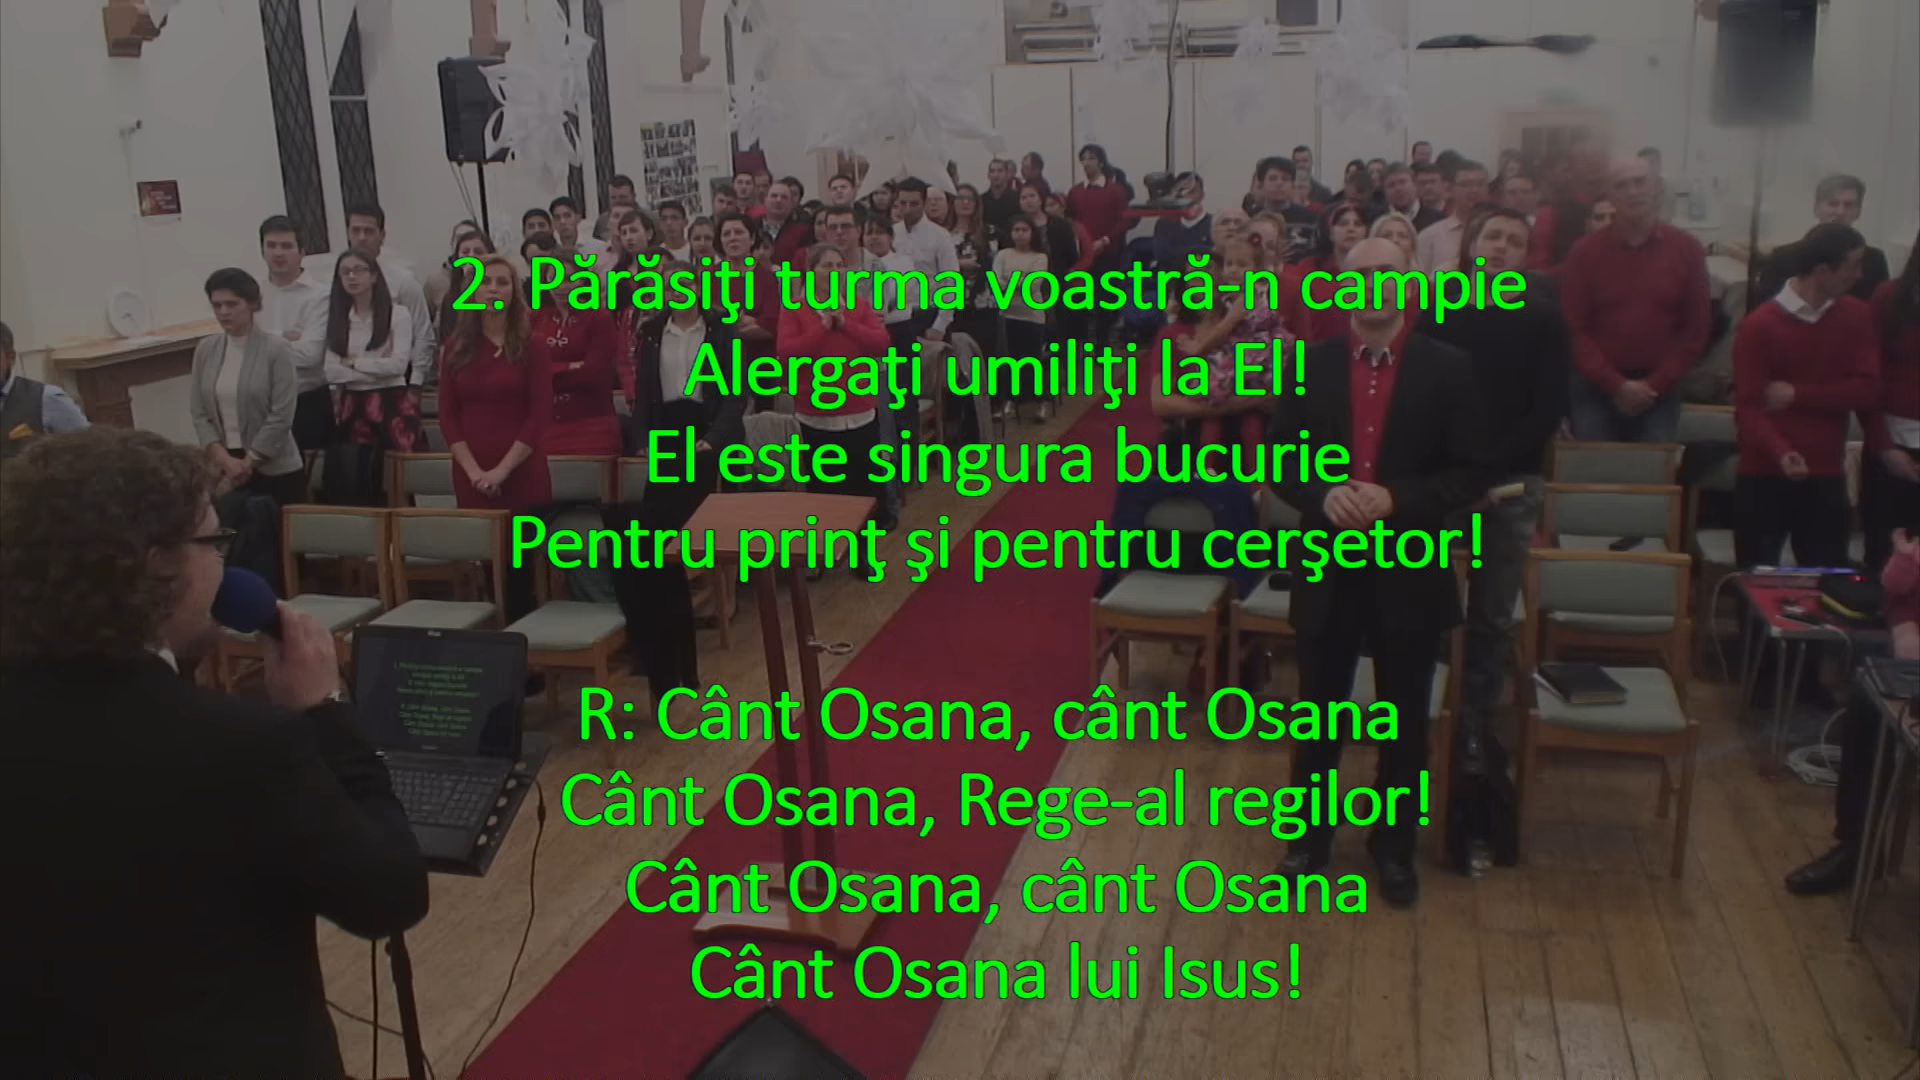 2. Părăsiţi turma voastră-n campie
Alergaţi umiliţi la El!
El este singura bucurie
Pentru prinţ şi pentru cerşetor!
R: Cânt Osana, cânt Osana
Cânt Osana, Rege-al regilor!
Cânt Osana, cânt Osana
Cânt Osana lui Isus!